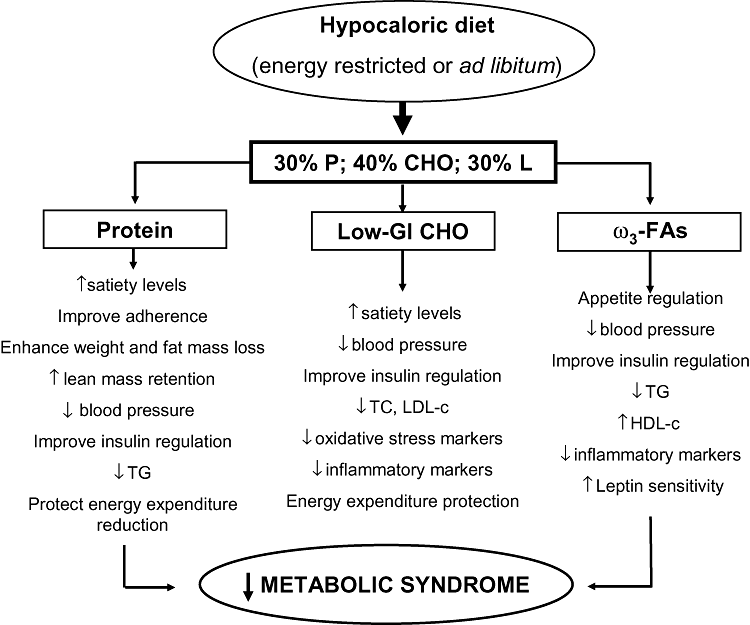 Hypocaloric diet
(energy restricted or ad libitum)
30% P; 40% CHO; 30% L
Protein
↑satiety levels
Improve adherence
Enhance weight and fat mass loss
↑lean mass retention
↓ blood pressure
Improve insulin regulation
↓TG
Protect energy expenditure
reduction
Low-GI CHO
↑satiety levels
↓blood pressure
Improve insulin regulation
↓TC, LDL-c
↓oxidative stress markers
↓inflammatory markers
Energy expenditure protection
ω₃-FAs
Appetite regulation
↓blood pressure
Improve insulin regulation
↓TG
↑HDL-c
↓inflammatory markers
↑Leptin sensitivity
↓METABOLIC SYNDROME